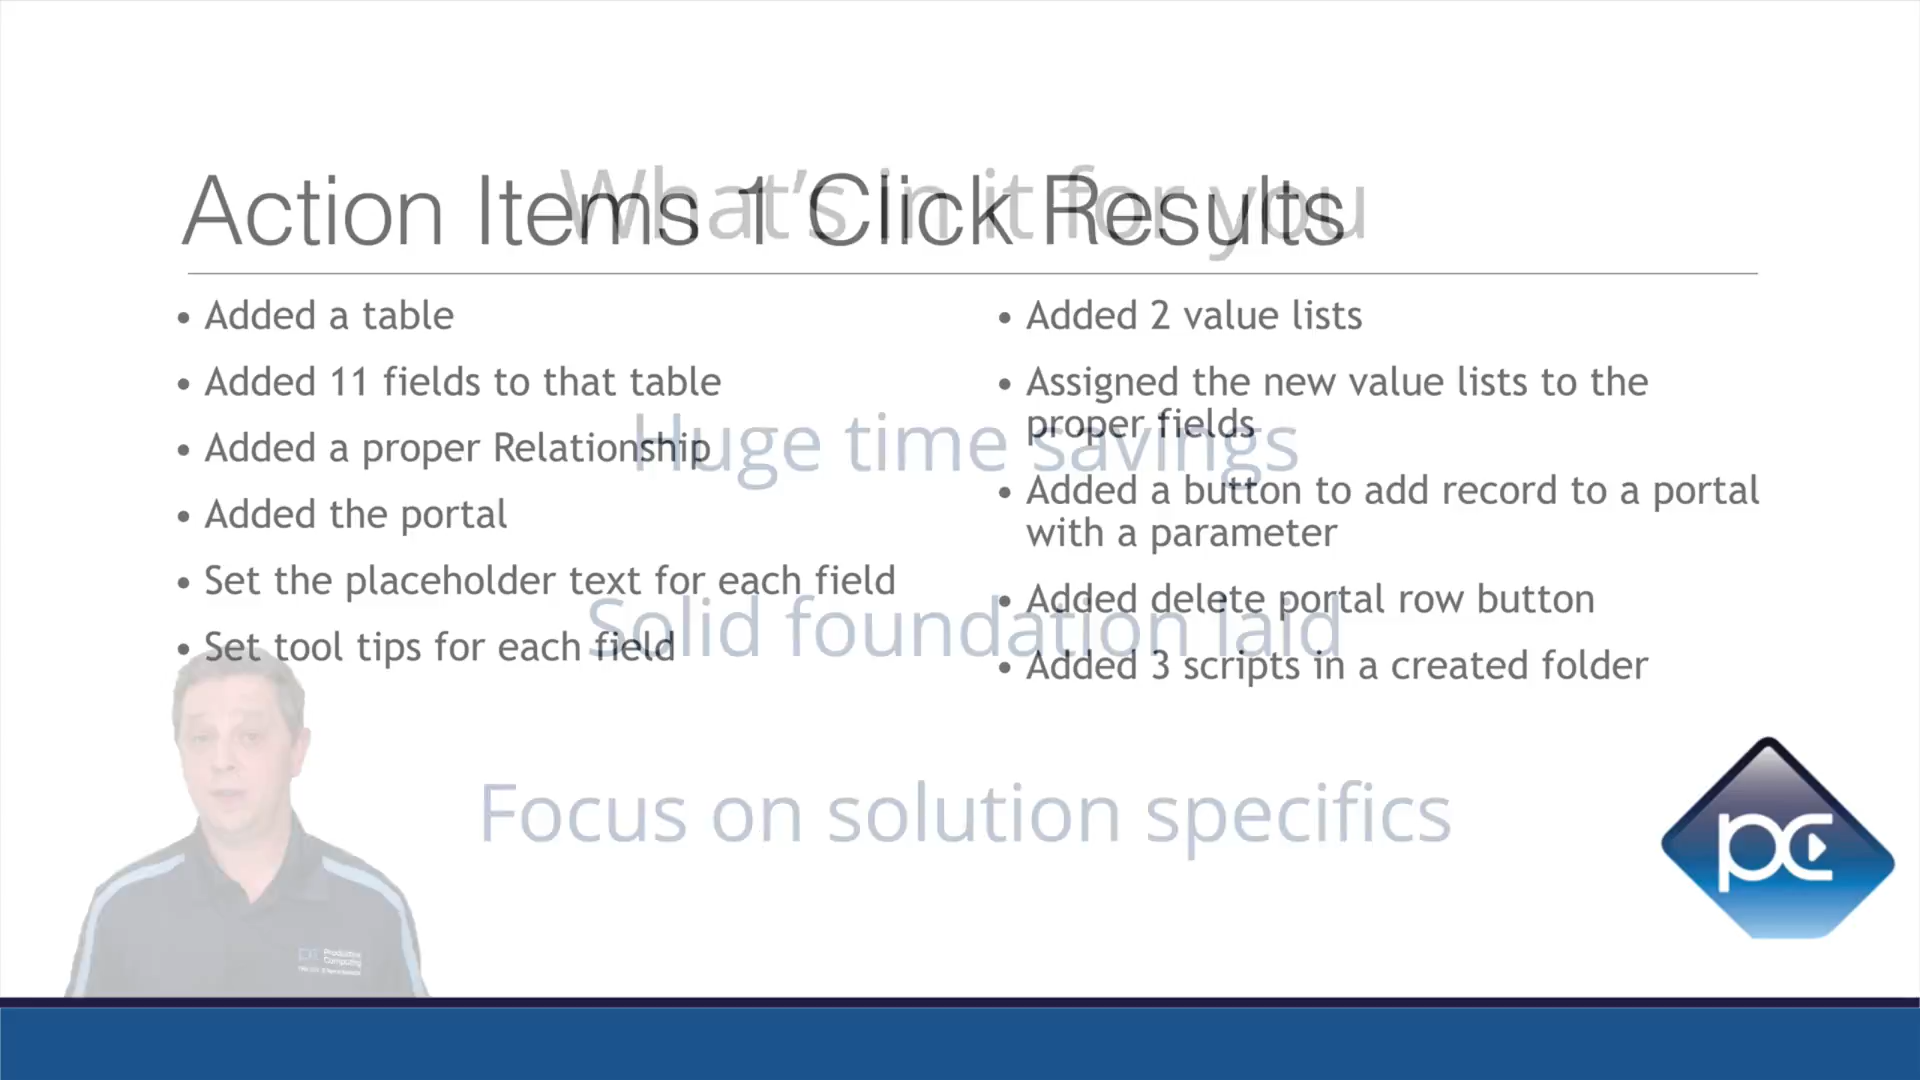 What's in it for you
Action Items 1 Click Results
• Added a table
• Added 11 fields to that table
• Added a proper Relationship
• Added the portal
• Set the placeholder text for each field
• Set tool tips for each field
• Added 2 value lists
• Assigned the new value lists to the
proper fields
• Added a button to add record to a portal
with a parameter
• Added delete portal row button
• Added 3 scripts in a created folder
Huge time savings
Solid foundation laid
Focus on solution specifics
pc
pc Productive
Computing